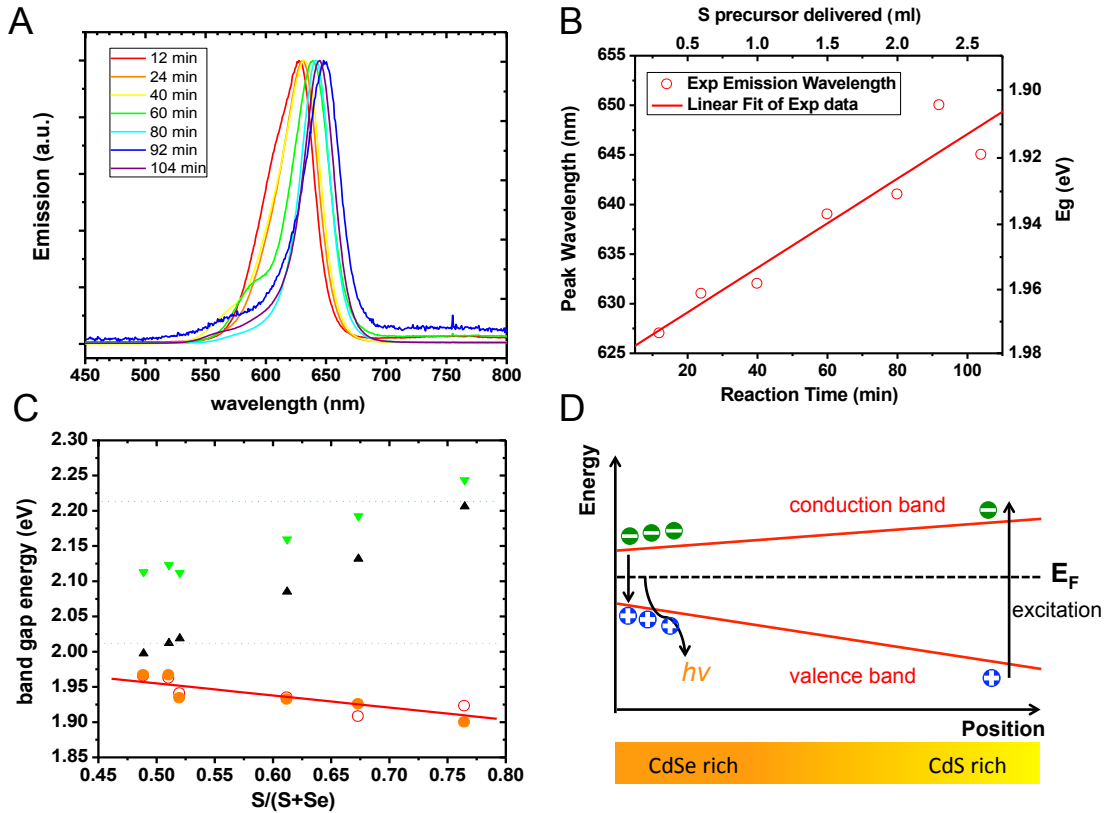 A
12 min
24 min
40 min
60 min
80 min
92 min
104 min
Emission (a.u.)
450 500 550 600 650 700 750 800
wavelength (nm)
B
S precursor delivered (ml)
0.5 1.0 1.5 2.0 2.5
Exp Emission Wavelength
Linear Fit of Exp data
655
650
645
640
635
630
625
Peak Wavelength (nm)
1.90
1.92
1.94
1.96
1.98
Eg (eV)
20 40 60 80 100
Reaction Time (min)
C
2.30
2.25
2.20
2.15
2.10
2.05
2.00
1.95
1.90
1.85
band gap energy (eV)
0.45 0.50 0.55 0.60 0.65 0.70 0.75 0.80
S/(S+Se)
D
Energy
conduction band
EF
excitation
hν
valence band
Position
CdSe rich CdS rich